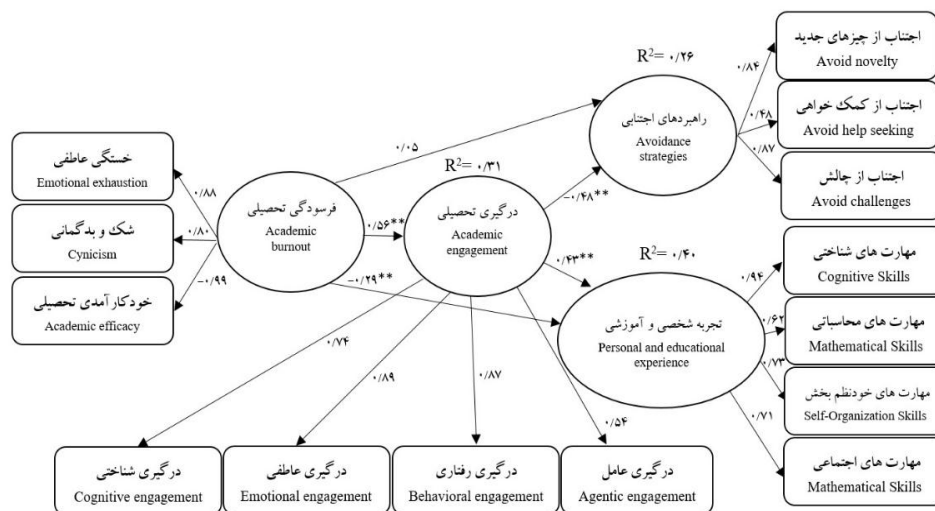 R²= ۰/۲۶
راهبردهای اجتنابی
Avoidance
strategies
اجتناب از چیزهای جدید
Avoid novelty
اجتناب از کمک خواهی
Avoid help seeking
اجتناب از چالش
Avoid challenges
۰/۸۴
۰/۴۸
۰/۸۷
۰/۰۵
R²= ۰/۳۱
خستگی عاطفی
Emotional exhaustion
شک و بدگمانی
Cynicism
خودکارآمدی تحصیلی
Academic efficacy
۰/۸۸
۰/۸۰
-۰/۹۹
فرسودگی تحصیلی
Academic
burnout
۰/۵۶**
-۰/۲۹**
درگیری تحصیلی
Academic
engagement
-۰/۴۸**
۰/۴۳**
R²= ۰/۴۰
تجربه شخصی و آموزشی
Personal and educational
experience
۰/۹۴
۰/۶۲
۰/۷۳
۰/۷۱
مهارت های شناختی
Cognitive Skills
مهارت های محاسباتی
Mathematical Skills
مهارت های خودنظم بخش
Self-Organization Skills
مهارت های اجتماعی
Mathematical Skills
۰/۷۴
۰/۸۹
۰/۸۷
۰/۵۴
درگیری شناختی
Cognitive engagement
درگیری عاطفی
Emotional engagement
درگیری رفتاری
Behavioral engagement
درگیری عامل
Agentic engagement